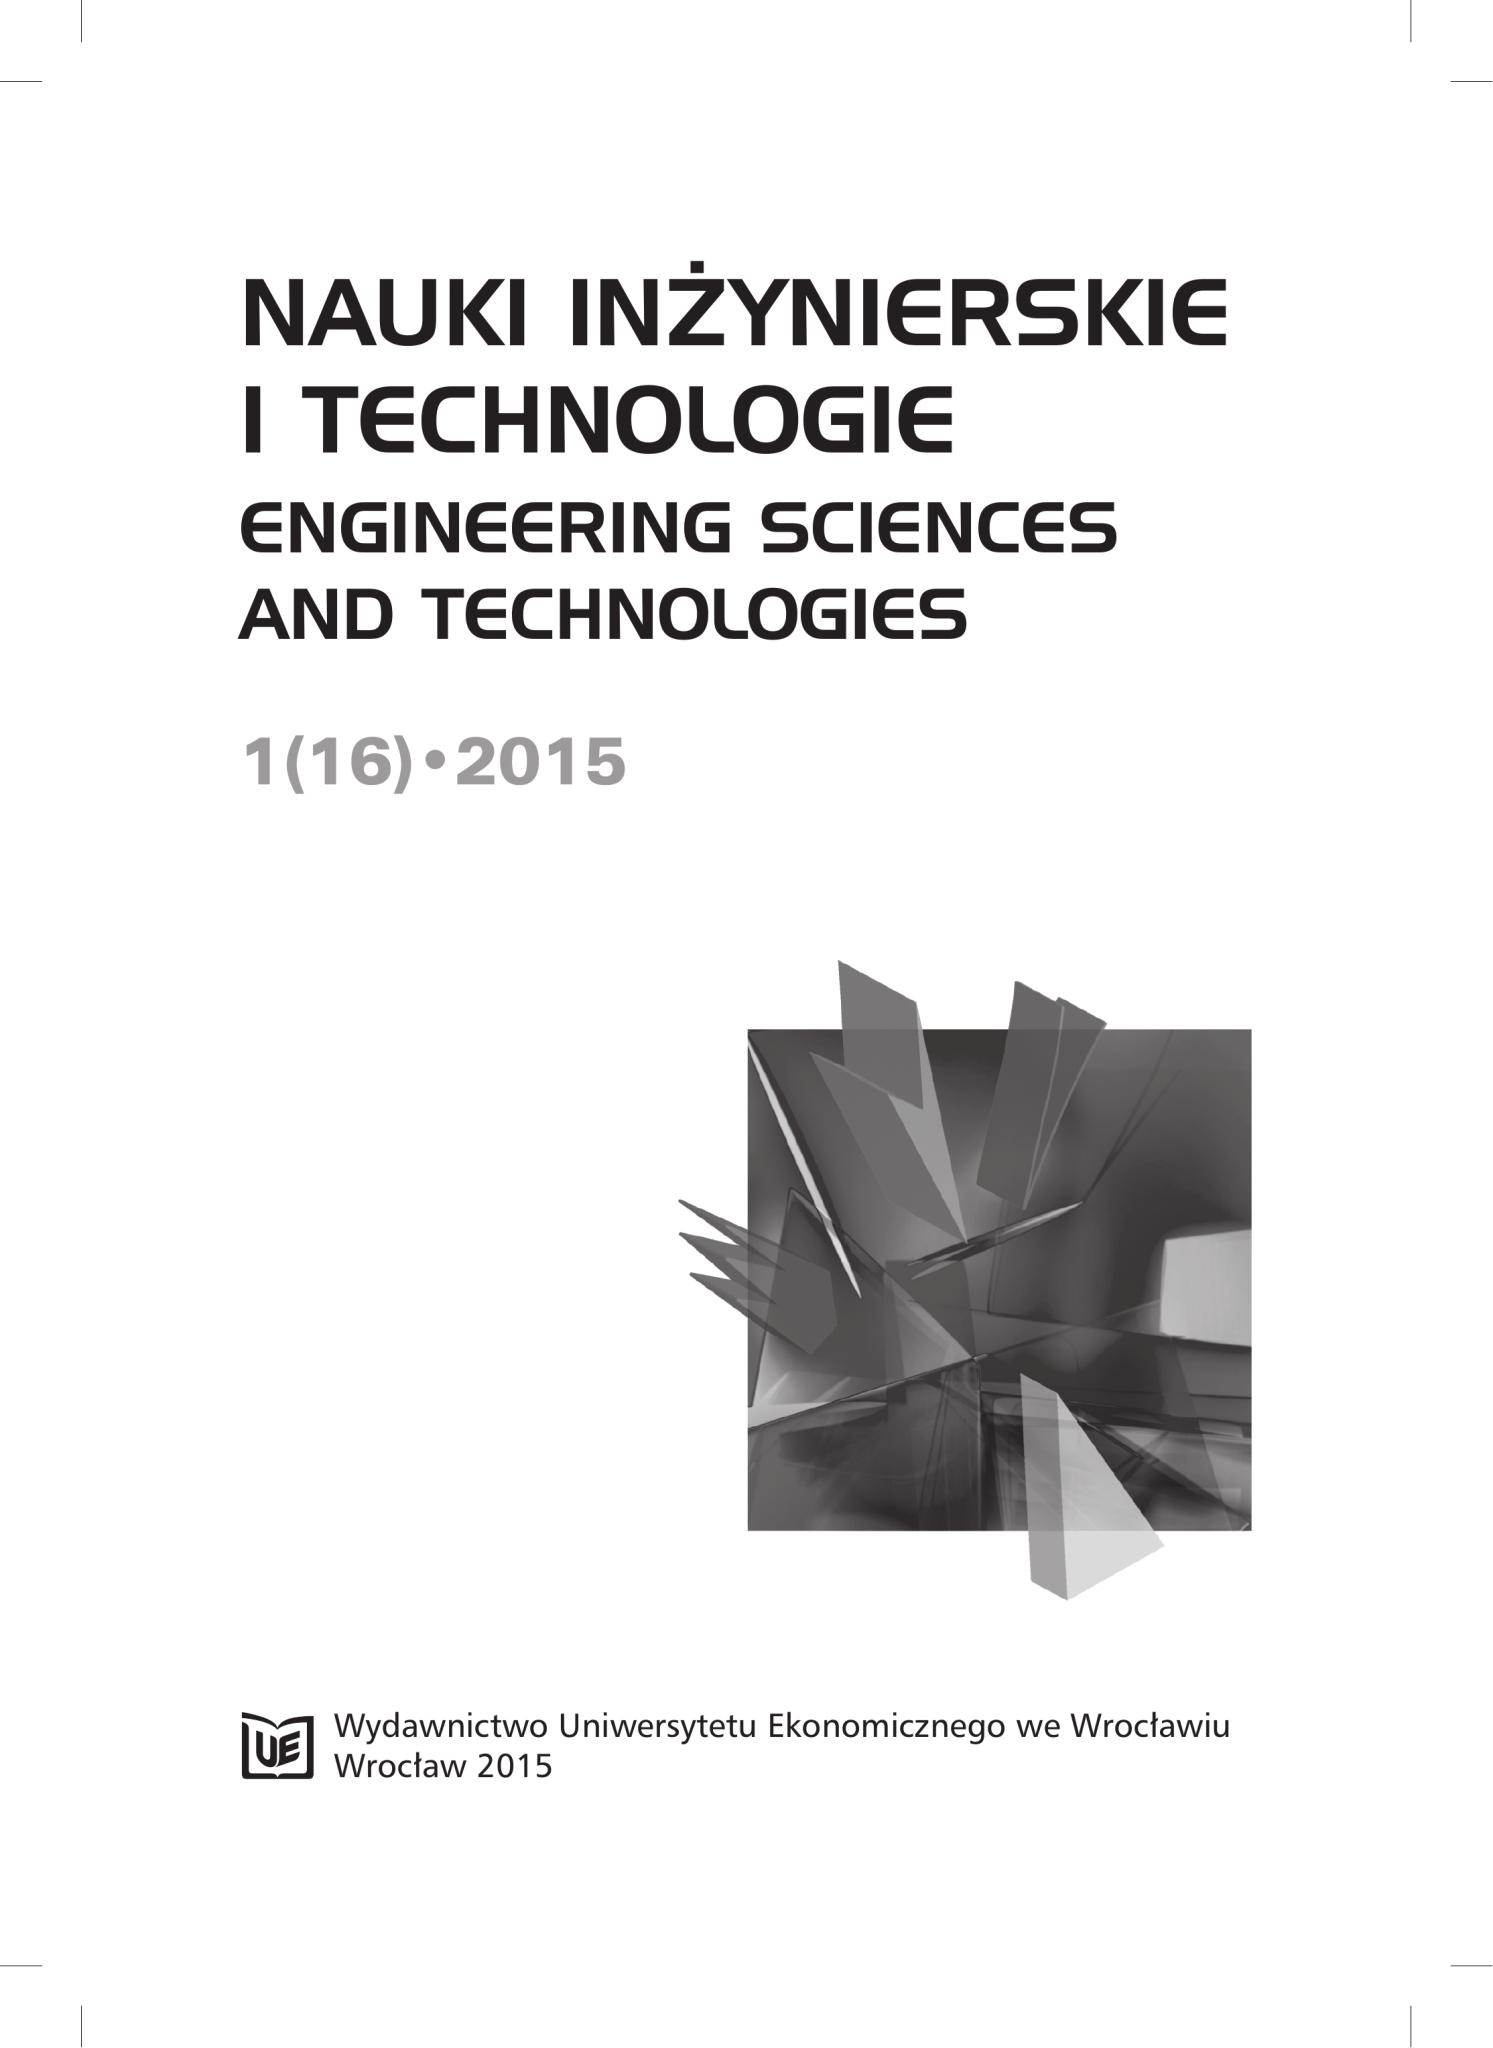 NAUKI INŻYNIERSKIE
I TECHNOLOGIE
ENGINEERING SCIENCES
AND TECHNOLOGIES
1(16)•2015
UE
Wydawnictwo Uniwersytetu Ekonomicznego we Wrocławiu
Wrocław 2015